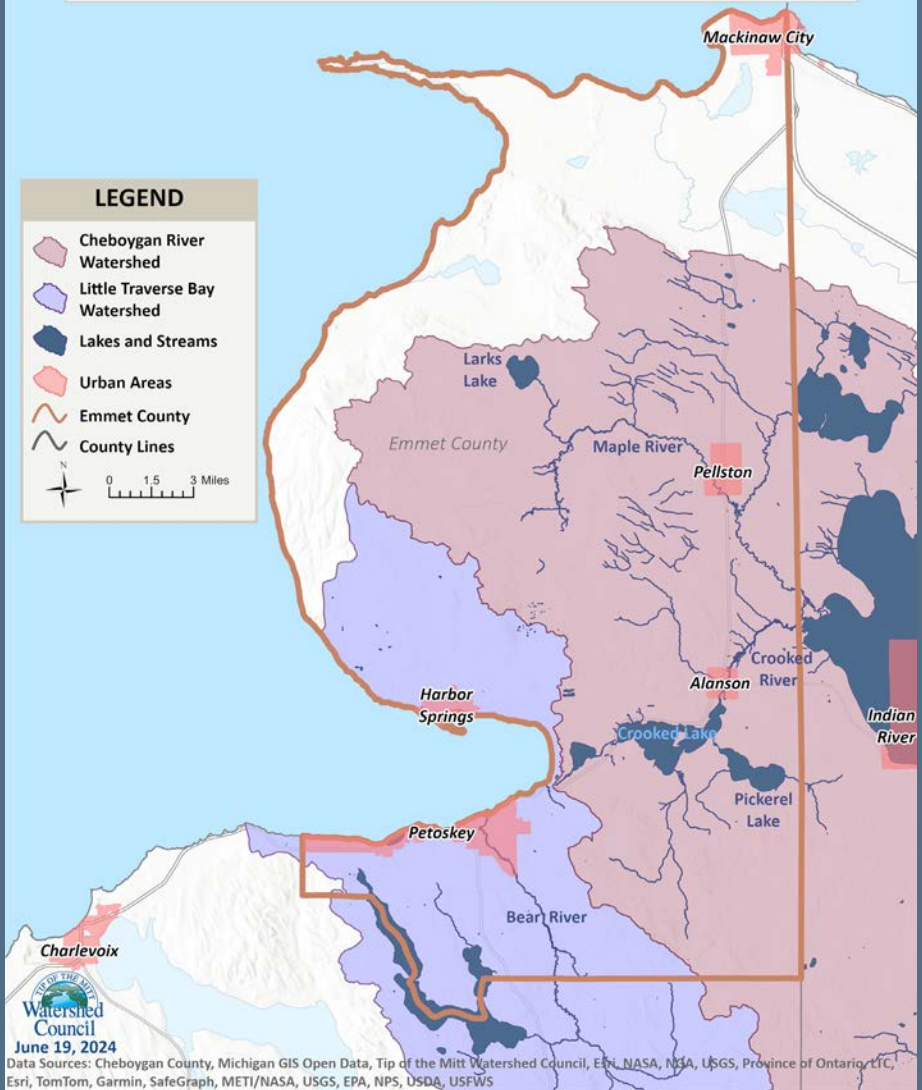 Mackinaw City
LEGEND
Cheboygan River
Watershed
Little Traverse Bay
Watershed
Lakes and Streams
Urban Areas
Emmet County
County Lines
N
0 1.5 3 Miles
Larks
Lake
Emmet County
Maple River
Pellston
Crooked
River
Alanson
Harbor
Springs
Indian
River
Crooked Lake
Pickerel
Lake
Petoskey
Bear River
Charlevoix
TIP OF THE MITT
Watershed
Council
June 19, 2024
Data Sources: Cheboygan County, Michigan GIS Open Data, Tip of the Mitt Watershed Council, Esri, NASA, NGA, USGS, Province of Ontario, LTC,
Esri, TomTom, Garmin, SafeGraph, METI/NASA, USGS, EPA, NPS, USDA, USFWS